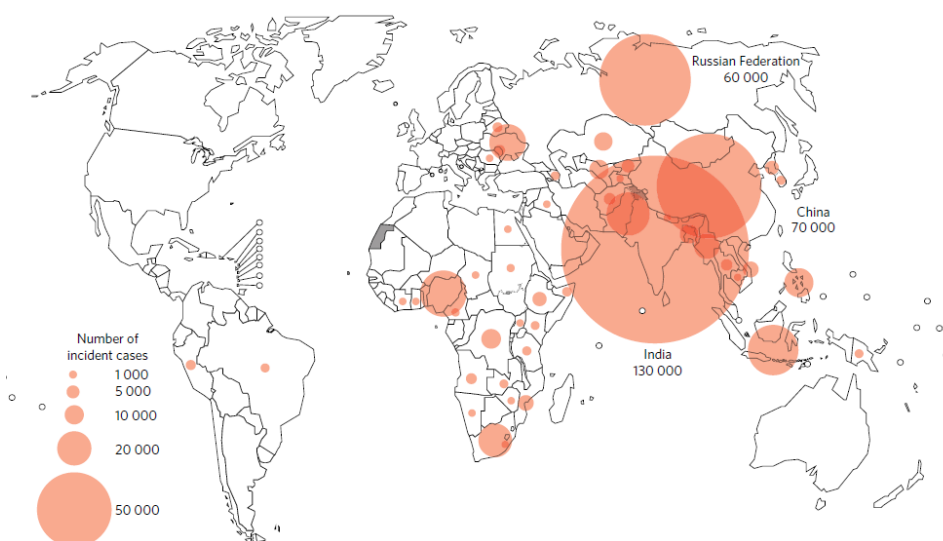 Russian Federation
60 000
China
70 000
India
130 000
Number of
incident cases
1 000
5 000
10 000
20 000
50 000